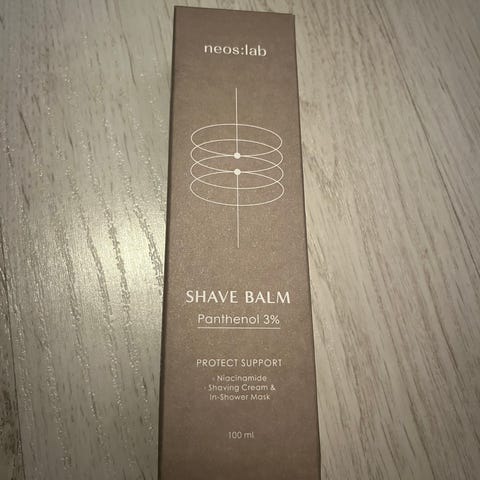 neos:lab
SHAVE BALM
Panthenol 3%
PROTECT SUPPORT
· Niacinamide
· Shaving Cream &
In-Shower Mask
100 ml